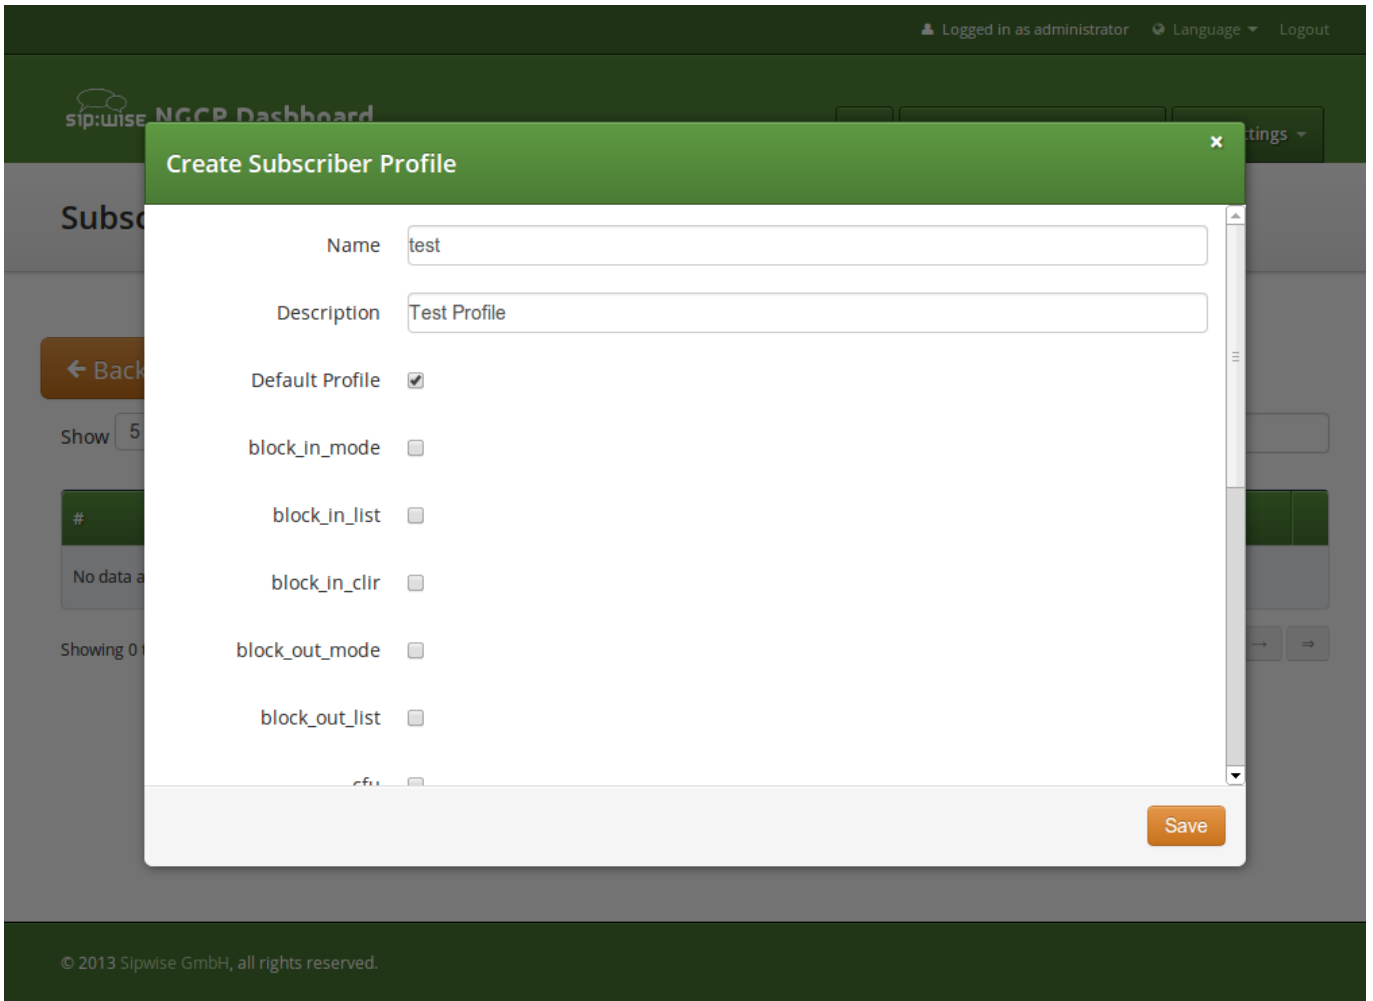 Logged in as administrator Language Logout
sip:wise NGCP Dashboard
Create Subscriber Profile ×
Name test
Description Test Profile
← Back
Default Profile
Show 5
block_in_mode
#
block_in_list
No data
block_in_clir
Showing 0
block_out_mode → ⇒
block_out_list
cfu
Save
© 2013 Sipwise GmbH, all rights reserved.